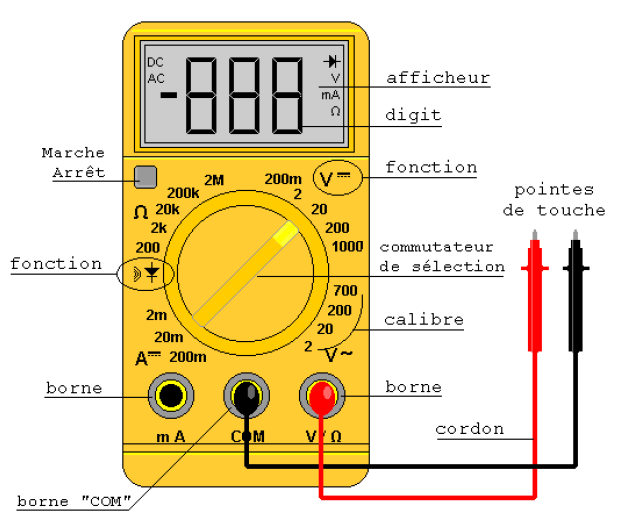 DC
AC
-888
V
mA
Ω
afficheur
digit
Marche
Arrêt
fonction
pointes
de touche
2M
200m
V
200k
2
Ω
20k
20
2k
200
200
1000
commutateur
de sélection
fonction
700
2m
200
20m
20
calibre
A
200m
2
V~
borne
borne
mA
COM
V/Ω
cordon
borne "COM"